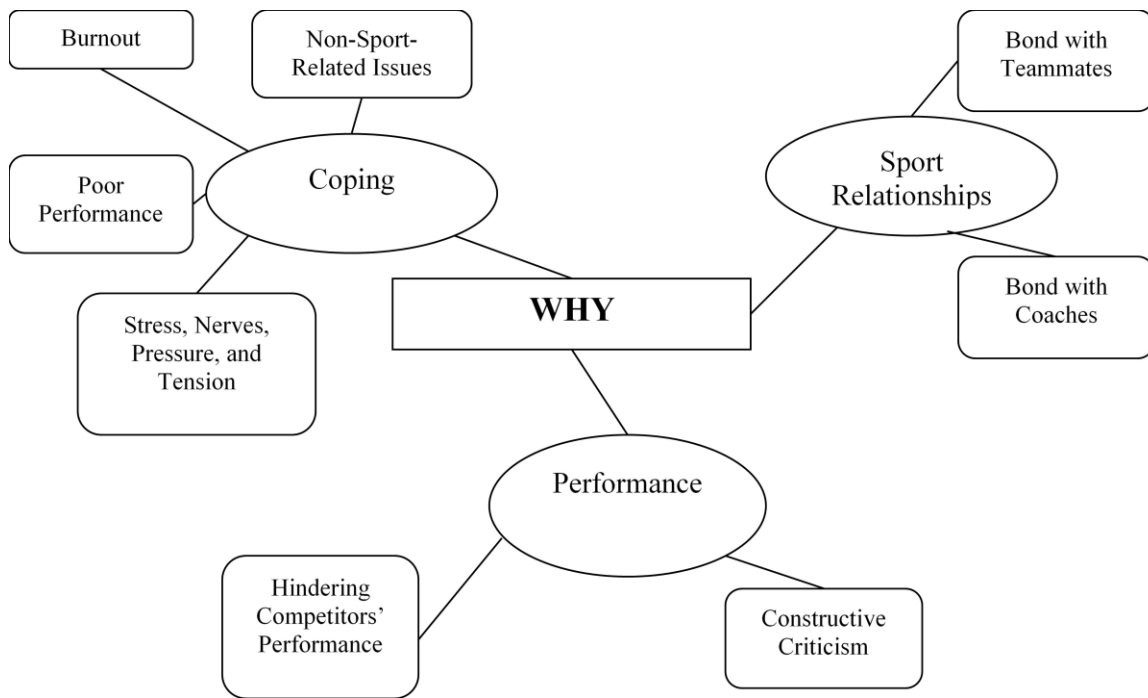 Burnout
Non-Sport-
Related Issues
Bond with
Teammates
Coping
Sport
Relationships
Poor
Performance
Bond with
Coaches
WHY
Stress, Nerves,
Pressure, and
Tension
Performance
Hindering
Competitors’
Performance
Constructive
Criticism